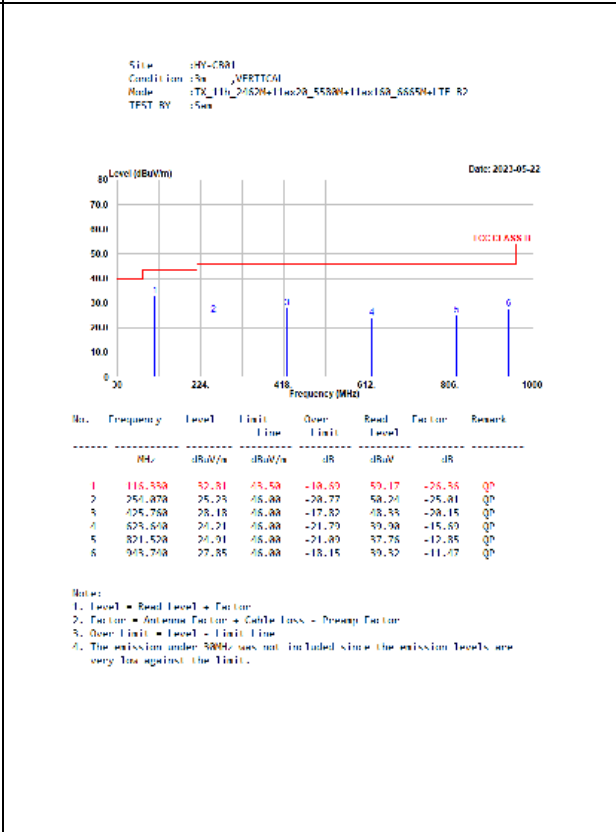 Site :HY-CB01
Condition :3m ,VERTICAL
Mode :TX_11b_2462M+11ax20_5580M+11ax160_6665M+LTE B2
TEST BY :Sam
Level (dBuV/m)
Date: 2023-05-22
80
70.0
60.0
FCC CLASS B
50.0
40.0
30.0
20.0
10.0
0
1
2
3
4
5
6
30 224. 418. 612. 806. 1000
Frequency (MHz)
No. Frequency Level Limit Over Read Factor Remark
Line Limit Level
MHz dBuV/m dBuV/m dB dBuV dB
1 116.330 32.81 43.50 -10.69 59.17 -26.36 QP
2 254.070 25.23 46.00 -20.77 50.24 -25.01 QP
3 425.760 28.18 46.00 -17.82 48.33 -20.15 QP
4 623.640 24.21 46.00 -21.79 39.90 -15.69 QP
5 821.520 24.91 46.00 -21.09 37.76 -12.85 QP
6 943.740 27.85 46.00 -18.15 39.32 -11.47 QP
Note:
1. Level = Read Level + Factor
2. Factor = Antenna Factor + Cable Loss - Preamp Factor
3. Over Limit = Level - Limit Line
4. The emission under 30MHz was not included since the emission levels are
very low against the limit.